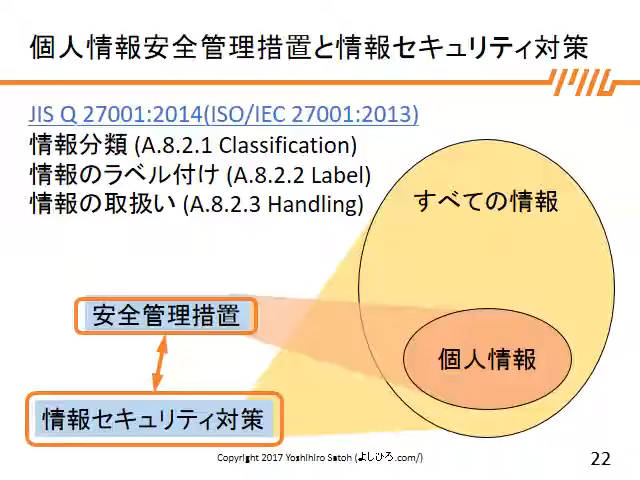 個人情報安全管理措置と情報セキュリティ対策
JIS Q 27001:2014(ISO/IEC 27001:2013)
情報分類 (A.8.2.1 Classification)
情報のラベル付け (A.8.2.2 Label)
情報の取扱い (A.8.2.3 Handling)
すべての情報
安全管理措置
個人情報
情報セキュリティ対策
Copyright 2017 Yoshihiro Satoh (よしひろ.com/)
22